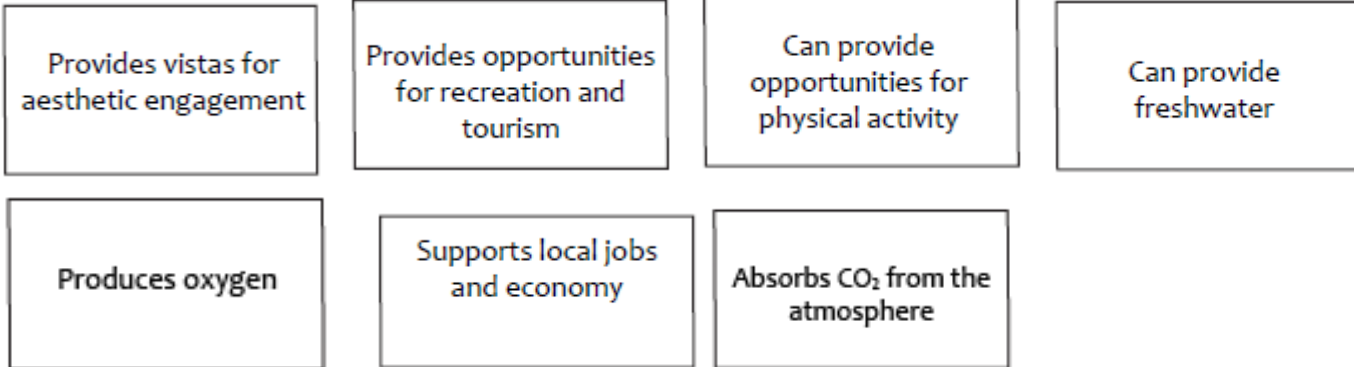 Provides vistas for
aesthetic engagement
Provides opportunities
for recreation and
tourism
Can provide
opportunities for
physical activity
Can provide
freshwater
Produces oxygen
Supports local jobs
and economy
Absorbs CO₂ from the
atmosphere